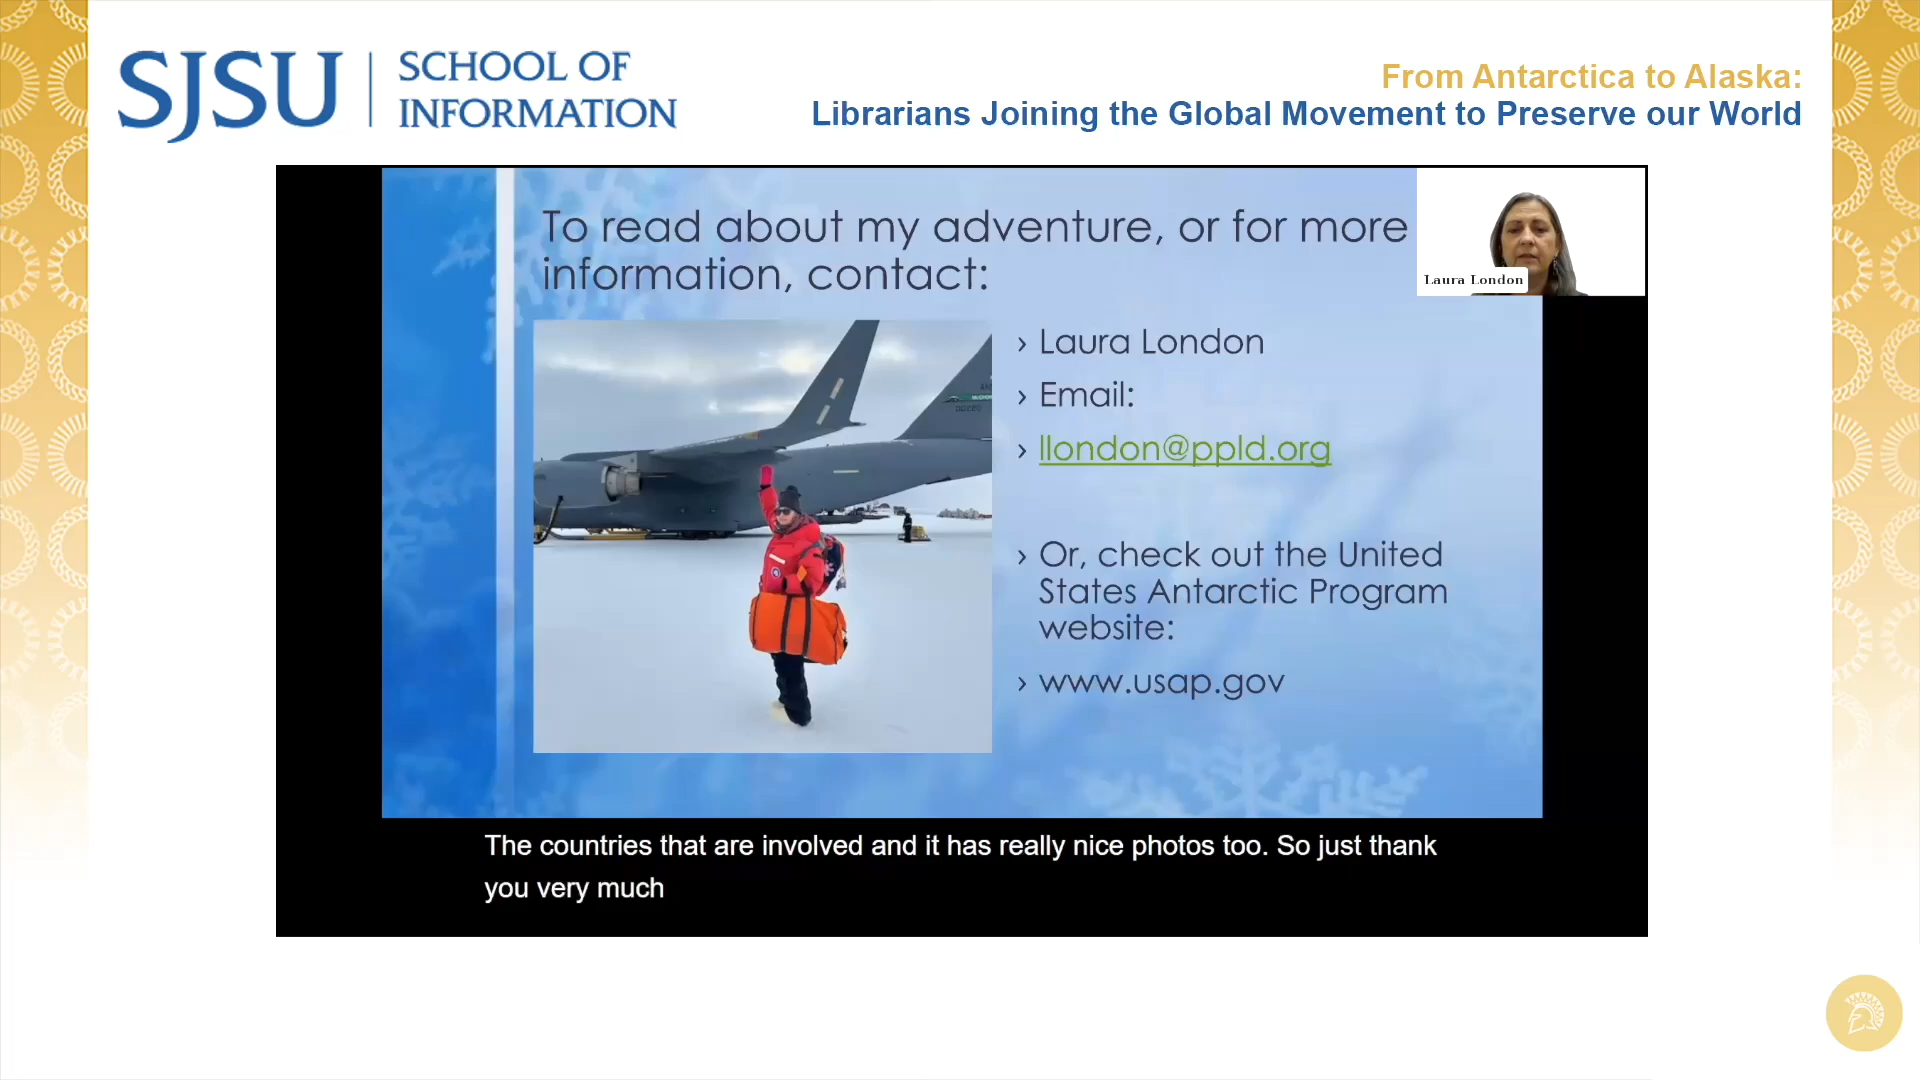 SJSU
SCHOOL OF
INFORMATION
From Antarctica to Alaska:
Librarians Joining the Global Movement to Preserve our World
To read about my adventure, or for more
information, contact:
Laura London
› Laura London
› Email:
› llondon@ppld.org
› Or, check out the United
States Antarctic Program
website:
› www.usap.gov
The countries that are involved and it has really nice photos too. So just thank
you very much